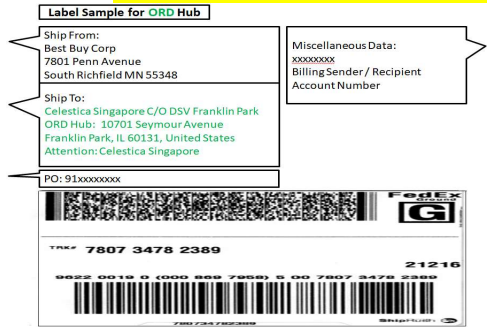 Label Sample for ORD Hub
Ship From:
Best Buy Corp
7801 Penn Avenue
South Richfield MN 55348
Miscellaneous Data:
xxxxxxxx
Billing Sender / Recipient
Account Number
Ship To:
Celestica Singapore C/O DSV Franklin Park
ORD Hub: 10701 Seymour Avenue
Franklin Park, IL 60131, United States
Attention: Celestica Singapore
PO: 91xxxxxxxx
FedEx
Ground
G
TRK# 7807 3478 2389
21216
9622 0019 0 (000 869 7958) 5 00 7807 3478 2389
ShipRush
780734782389